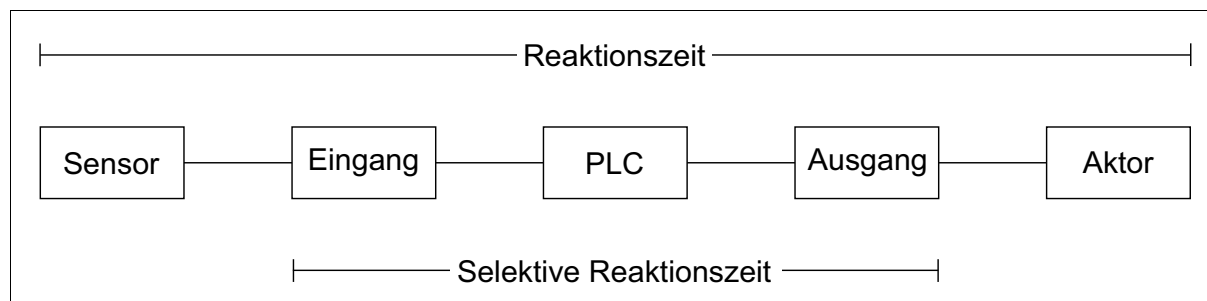 Reaktionszeit
Sensor Eingang PLC Ausgang Aktor
Selektive Reaktionszeit